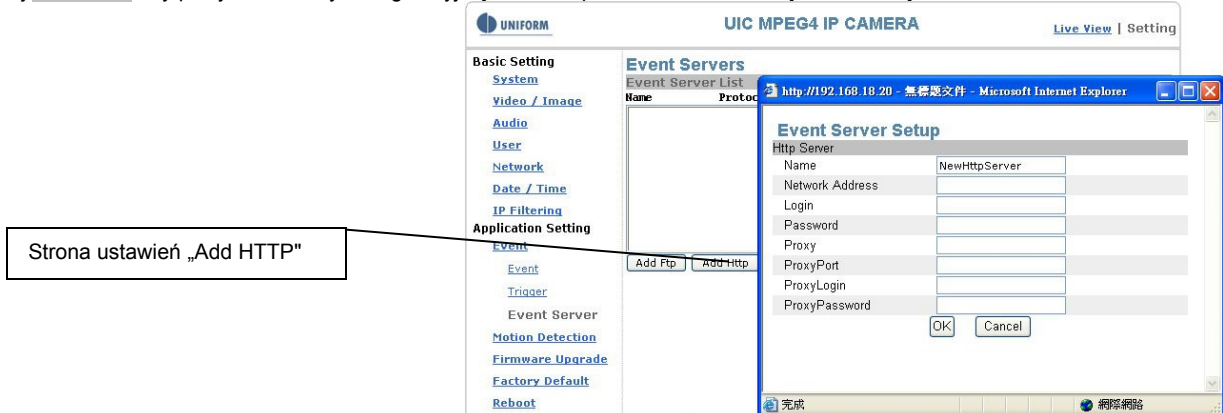 UNIFORM
UIC MPEG4 IP CAMERA
Live View | Setting
Basic Setting
System
Video / Image
Audio
User
Network
Date / Time
IP Filtering
Application Setting
Event
Event
Trigger
Event Server
Motion Detection
Firmware Upgrade
Factory Default
Reboot
Event Servers
Event Server List
Name Protoc
Add Ftp Add Http
Strona ustawień „Add HTTP"
http://192.168.18.20 - 無標題文件 - Microsoft Internet Explorer
Event Server Setup
Http Server
Name NewHttpServer
Network Address
Login
Password
Proxy
ProxyPort
ProxyLogin
ProxyPassword
OK Cancel
完成 網際網路